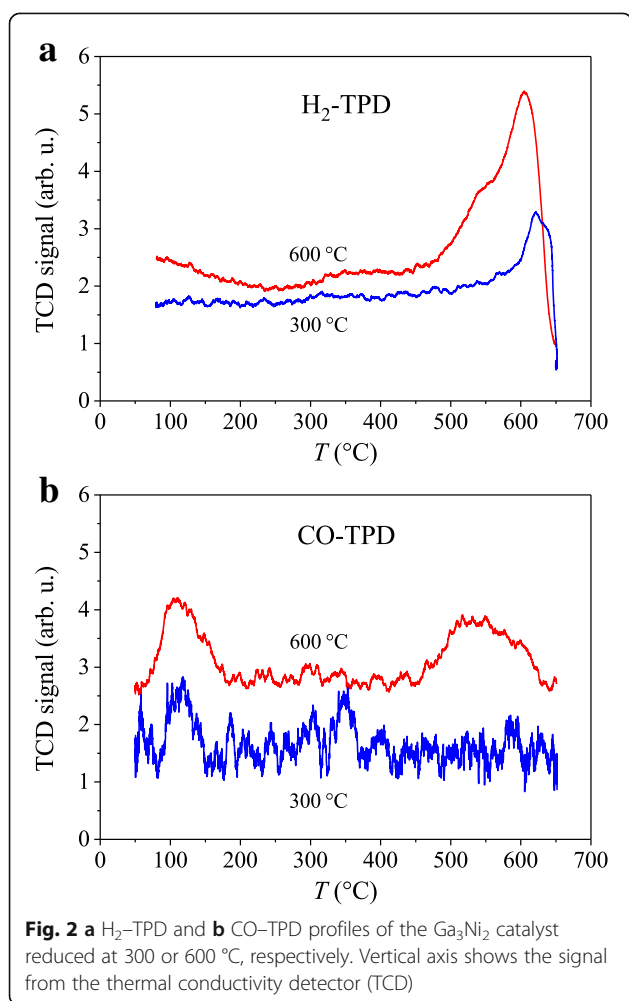 a
H₂-TPD
TCD signal (arb. u.)
6
5
4
3
2
1
0
600 °C
300 °C
0 100 200 300 400 500 600 700
T (°C)
b
CO-TPD
TCD signal (arb. u.)
6
5
4
3
2
1
0
600 °C
300 °C
0 100 200 300 400 500 600 700
T (°C)
Fig. 2 a H₂–TPD and b CO–TPD profiles of the Ga₃Ni₂ catalyst
reduced at 300 or 600 °C, respectively. Vertical axis shows the signal
from the thermal conductivity detector (TCD)